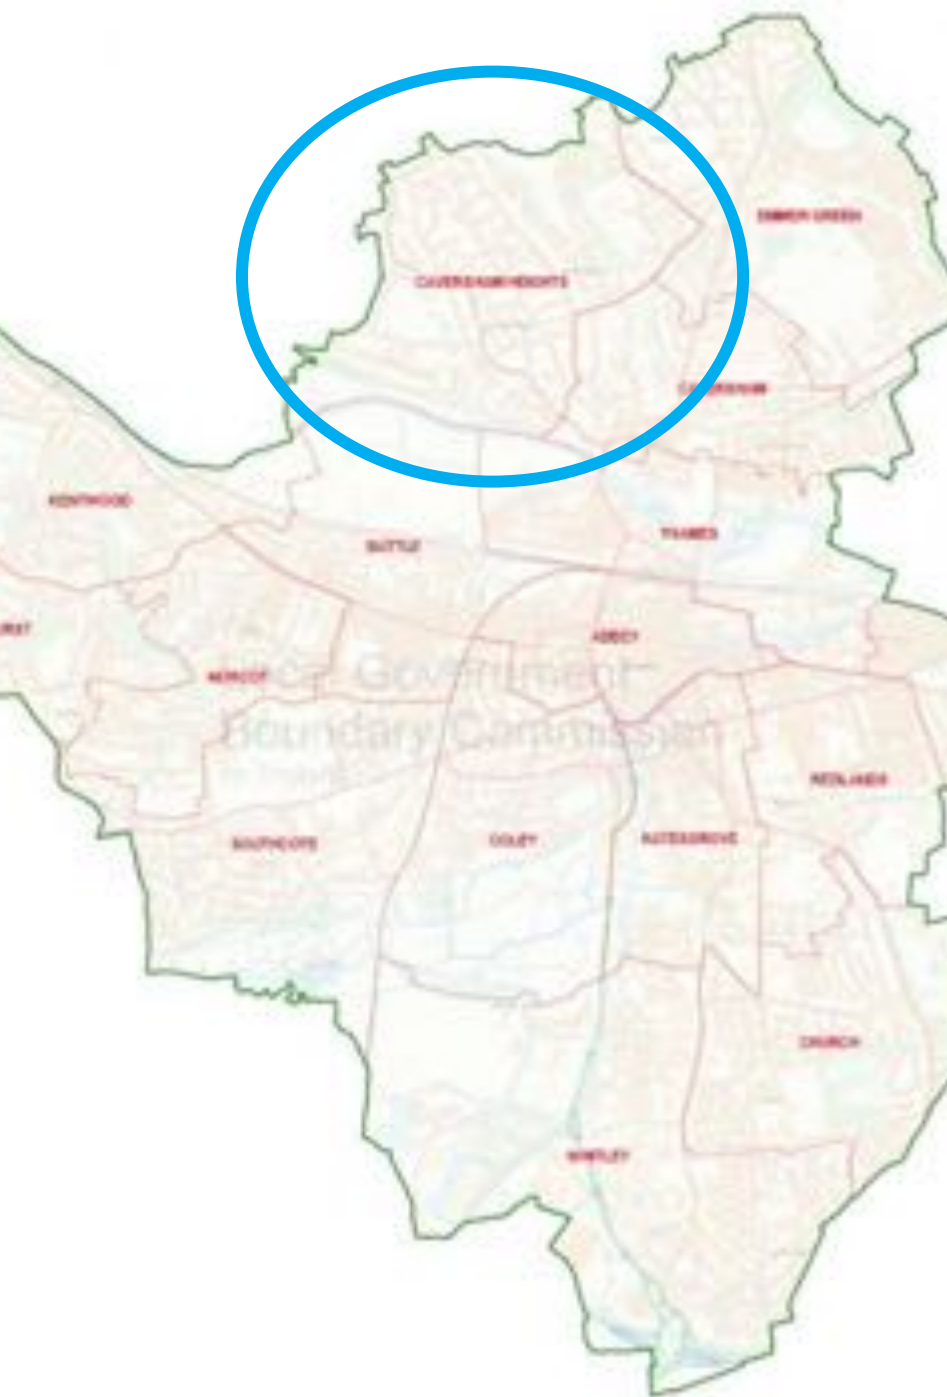 EMMER GREEN
CAVERSHAM HEIGHTS
CAVERSHAM
KENTWOOD
THAMES
BATTLE
ABBEY
NORCOT
Government
Boundary Commission
REDLANDS
SOUTHCOTE
COLEY
KATESGROVE
CHURCH
WHITLEY